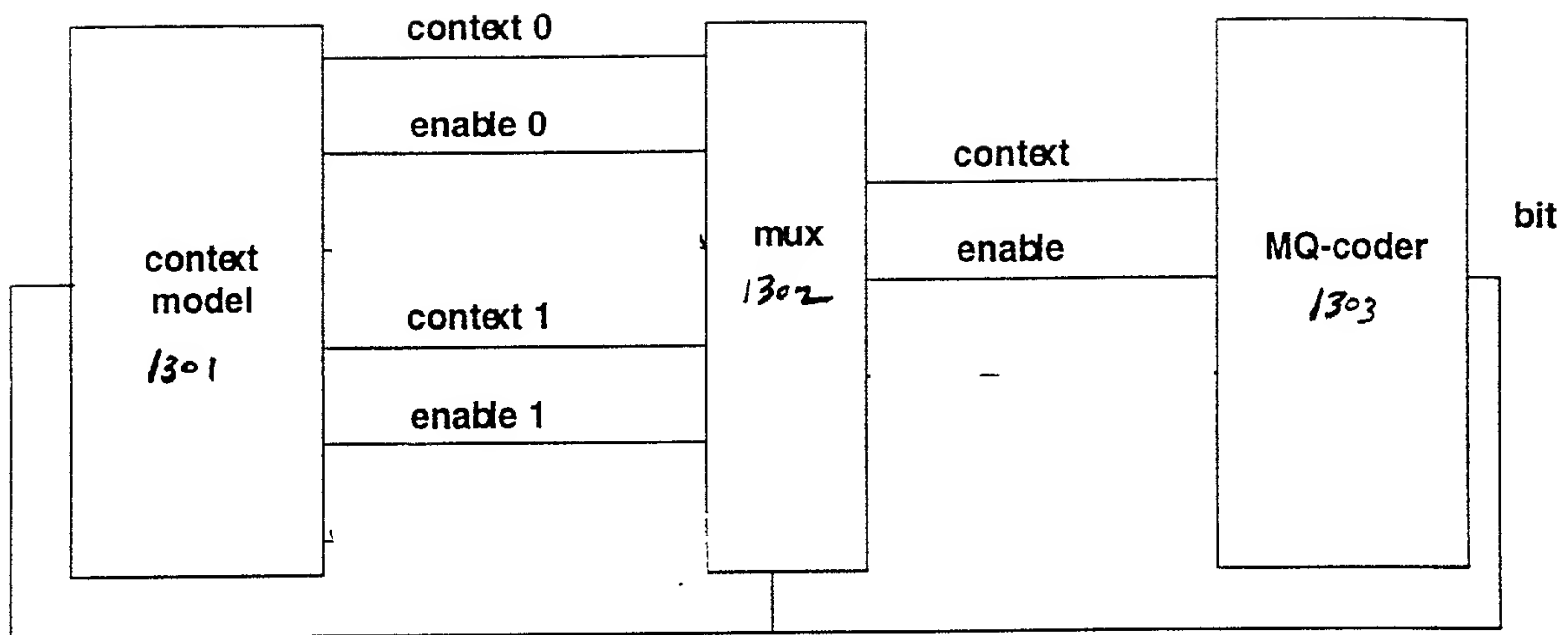 context 0
enable 0
context
model
1301
context 1
enable 1
mux
1302
context
enable
MQ-coder
1303
bit